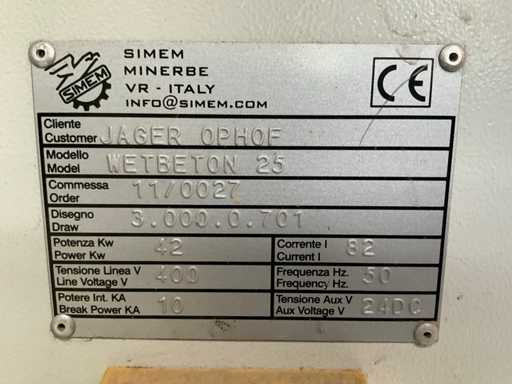 SIMEM
SIMEM
MINERBE
VR - ITALY
INFO@SIMEM.COM
CE
Cliente
Customer JAGER OPHOF
Modello
Model WETBETON 25
Commessa
Order 11/0027
Disegno
Draw 3.000.0.701
Potenza Kw
Power Kw 42
Corrente I
Current I 82
Tensione Linea V
Line Voltage V 400
Frequenza Hz.
Frequency Hz. 50
Potere Int. KA
Break Power KA 10
Tensione Aux V
Aux Voltage V 24DC